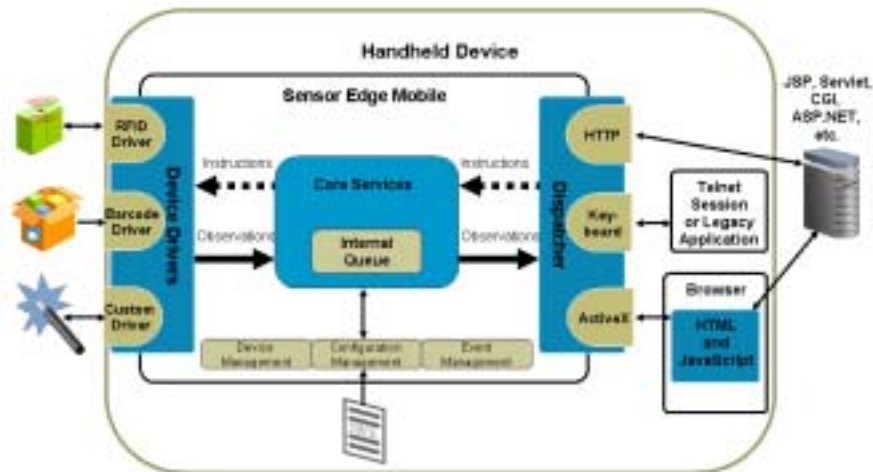 Handheld Device
Sensor Edge Mobile
JSP, Servlet,
CGI,
ASP.NET,
etc.
RFID
Driver
Barcode
Driver
Custom
Driver
Device Drivers
Instructions
Observations
Core Services
Internal
Queue
Instructions
Observations
Dispatcher
HTTP
Key-
board
ActiveX
Telnet
Session
or Legacy
Application
Browser
HTML
and
JavaScript
Device
Management
Configuration
Management
Event
Management